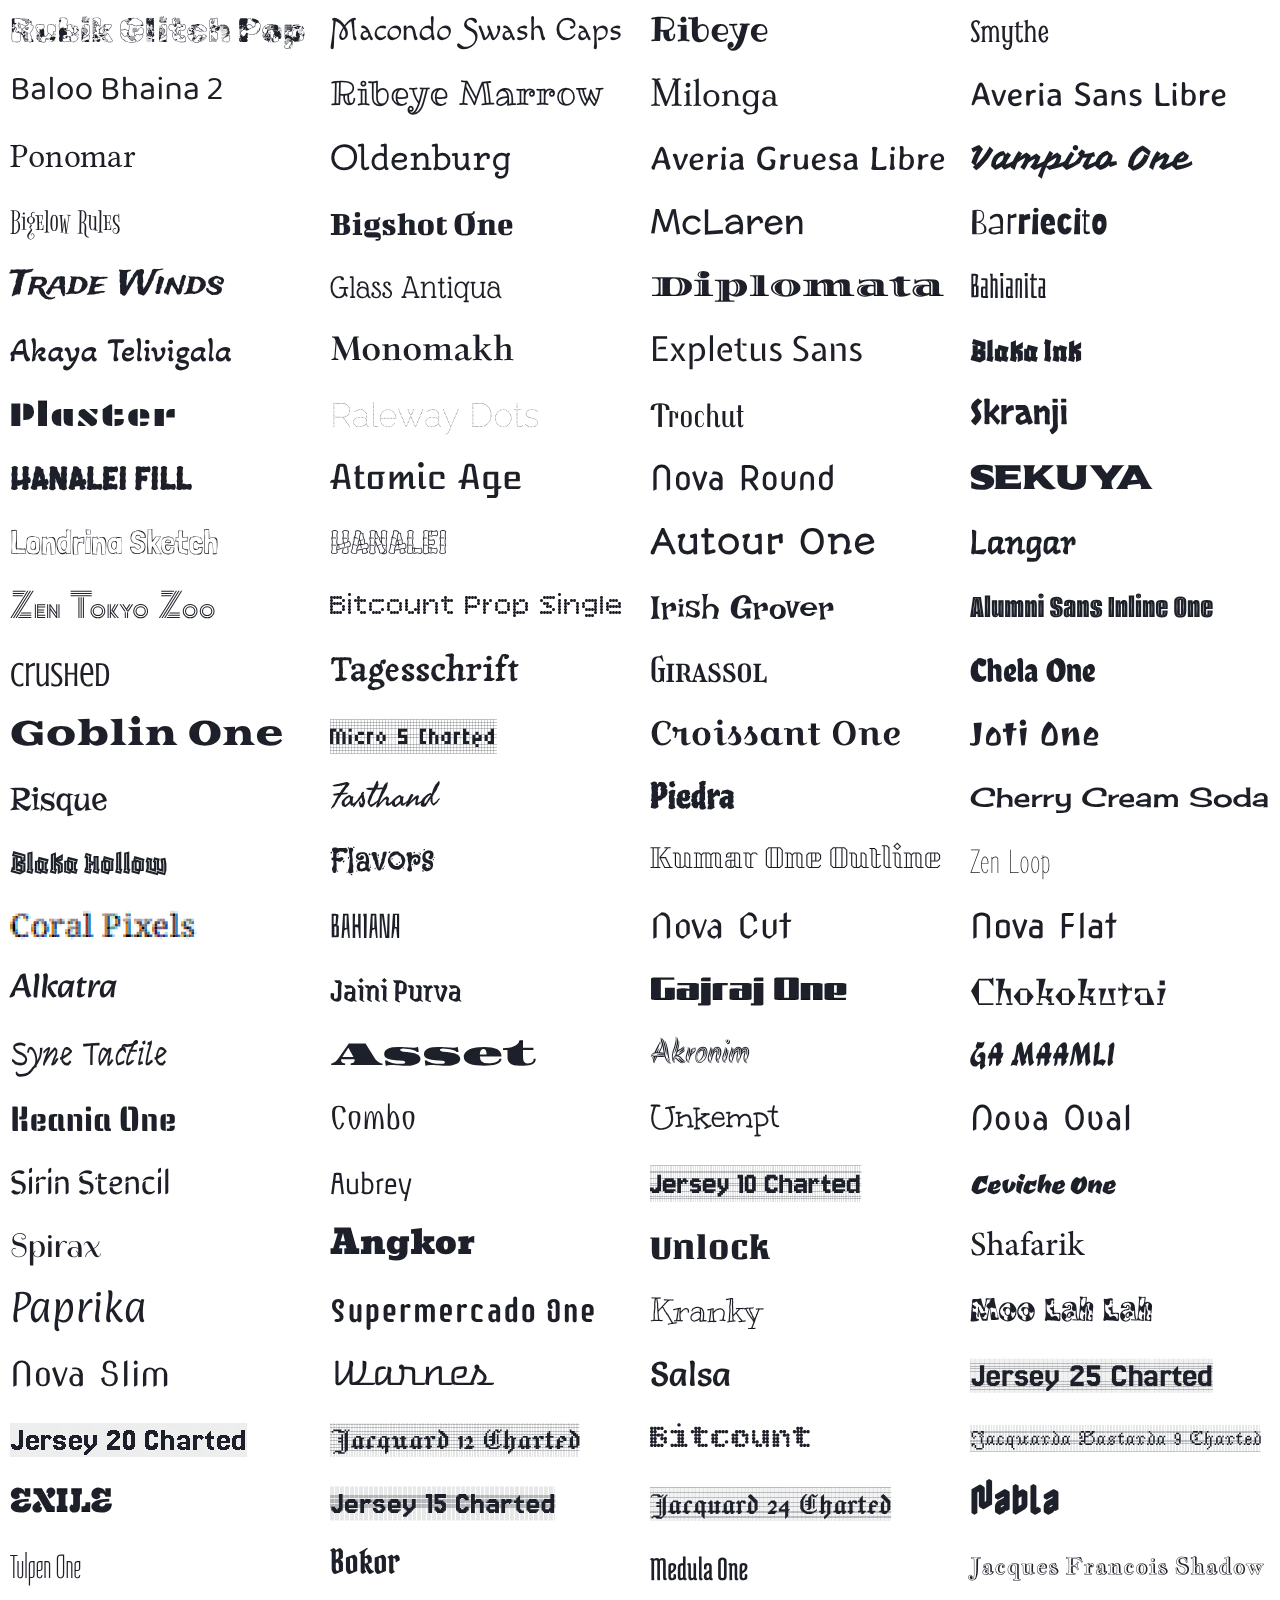 Rubik Glitch Pop Macondo Swash Caps Ribeye Smythe
Baloo Bhaina 2 Ribeye Marrow Milonga Averia Sans Libre
Ponomar Oldenburg Averia Gruesa Libre Vampiro One
Bigelow Rules Bigshot One McLaren Barriecito
Trade Winds Glass Antiqua Diplomata Bahianita
Akaya Telivigala Monomakh Expletus Sans Blaka Ink
Plaster Raleway Dots Trochut Skranji
HANALEI FILL Atomic Age Nova Round SEKUYA
Londrina Sketch HANALEI Autour One Langar
Zen Tokyo Zoo Bitcount Prop Single Irish Grover Alumni Sans Inline One
crushed Tagesschrift Girassol Chela One
Goblin One Micro 5 Charted Croissant One Joti One
Risque Fasthand Piedra Cherry Cream Soda
Blaka Hollow Flavors Kumar One Outline Zen Loop
Coral Pixels BAHIANA Nova Cut Nova Flat
Alkatra Jaini Purva Gajraj One Chokokutai
Syne Tactile Asset Akronim GA MAAMLI
Keania One Combo Unkempt Nova Oval
Sirin Stencil Aubrey Jersey 10 Charted Ceviche One
Spirax Angkor Unlock Shafarik
Paprika Supermercado One Kranky Moo Lah Lah
Nova Slim Warnes Salsa Jersey 25 Charted
Jersey 20 Charted Jacquard 12 Charted Bitcount Jacquarda Bastarda 9 Charted
EXILE Jersey 15 Charted Jacquard 24 Charted Nabla
Tulpen One Bokor Medula One Jacques Francois Shadow